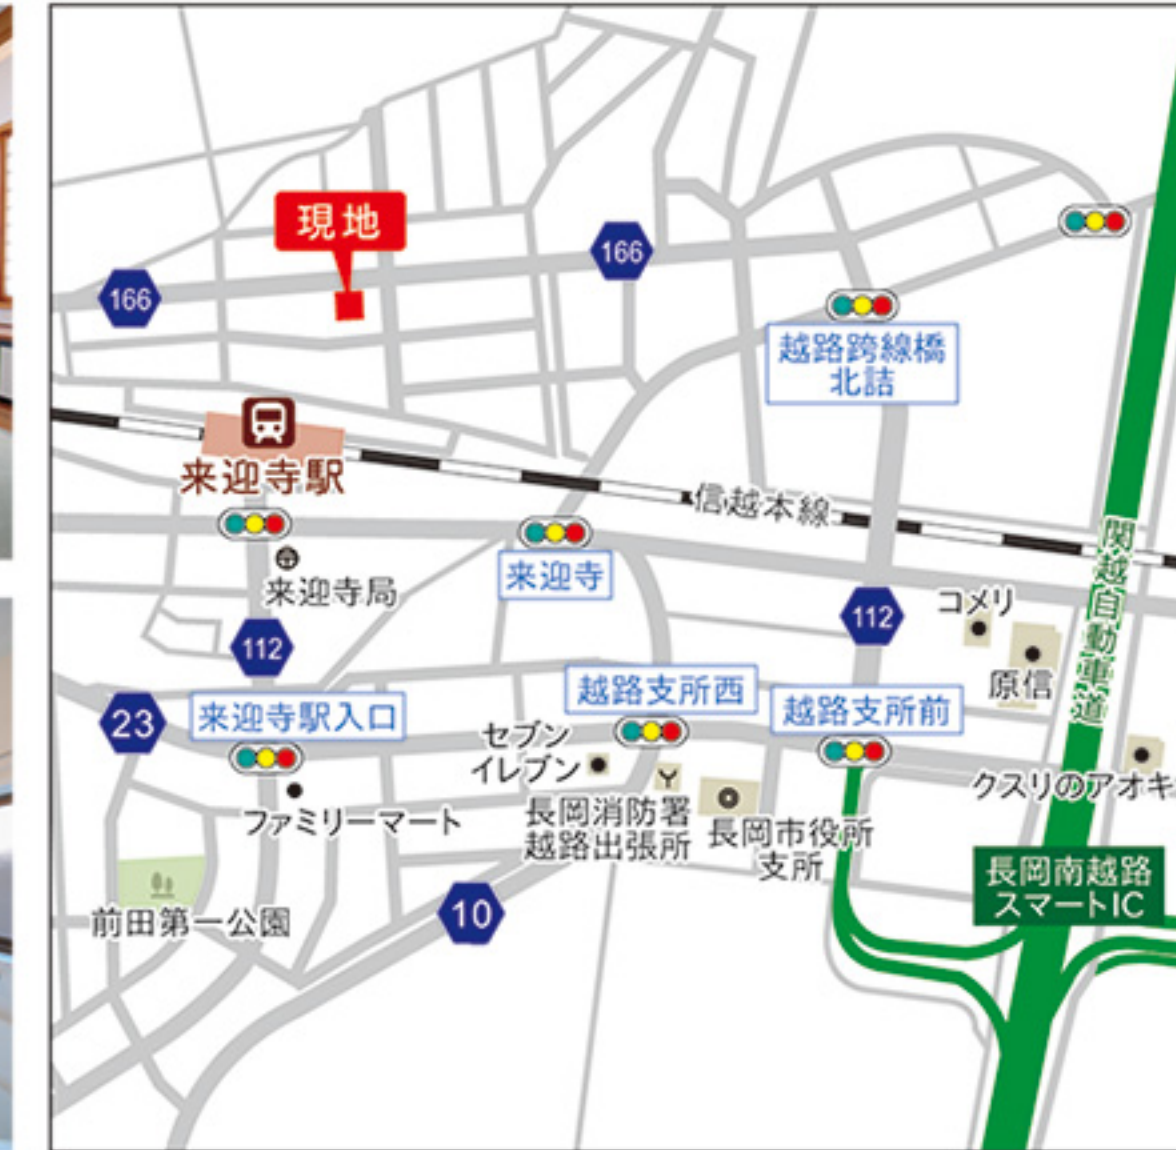 現地
166
166
越路跨線橋
北詰
来迎寺駅
信越本線
来迎寺
来迎寺局
関越自動車道
コメリ
原信
112
112
23
来迎寺駅入口
越路支所西
越路支所前
セブン
イレブン
クスリのアオキ
ファミリーマート
長岡消防署
越路出張所
長岡市役所
支所
長岡南越路
スマートIC
前田第一公園
10